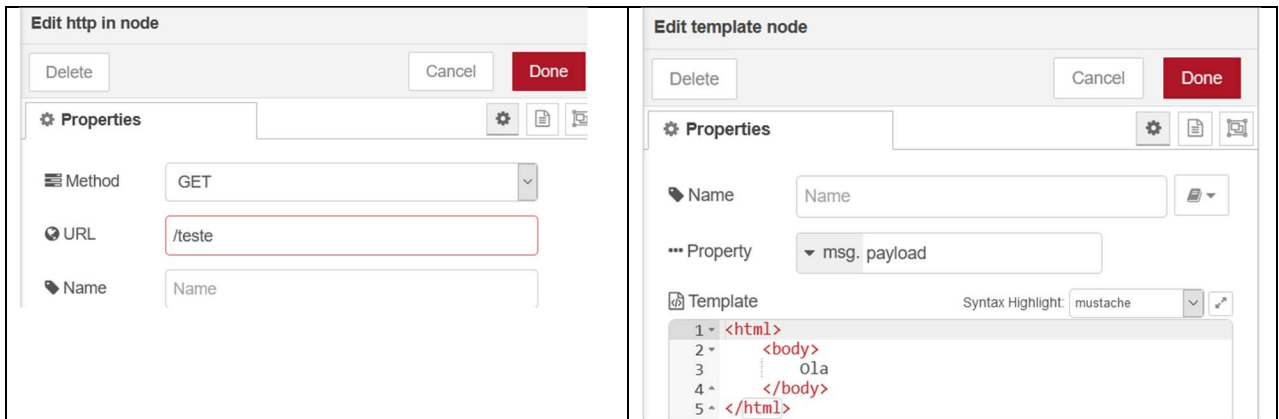 Edit http in node
Delete Cancel Done
Properties
Method GET
URL /teste
Name Name
Edit template node
Delete Cancel Done
Properties
Name Name
Property msg. payload
Template Syntax Highlight: mustache
1 <html>
2 <body>
3 Ola
4 </body>
5 </html>